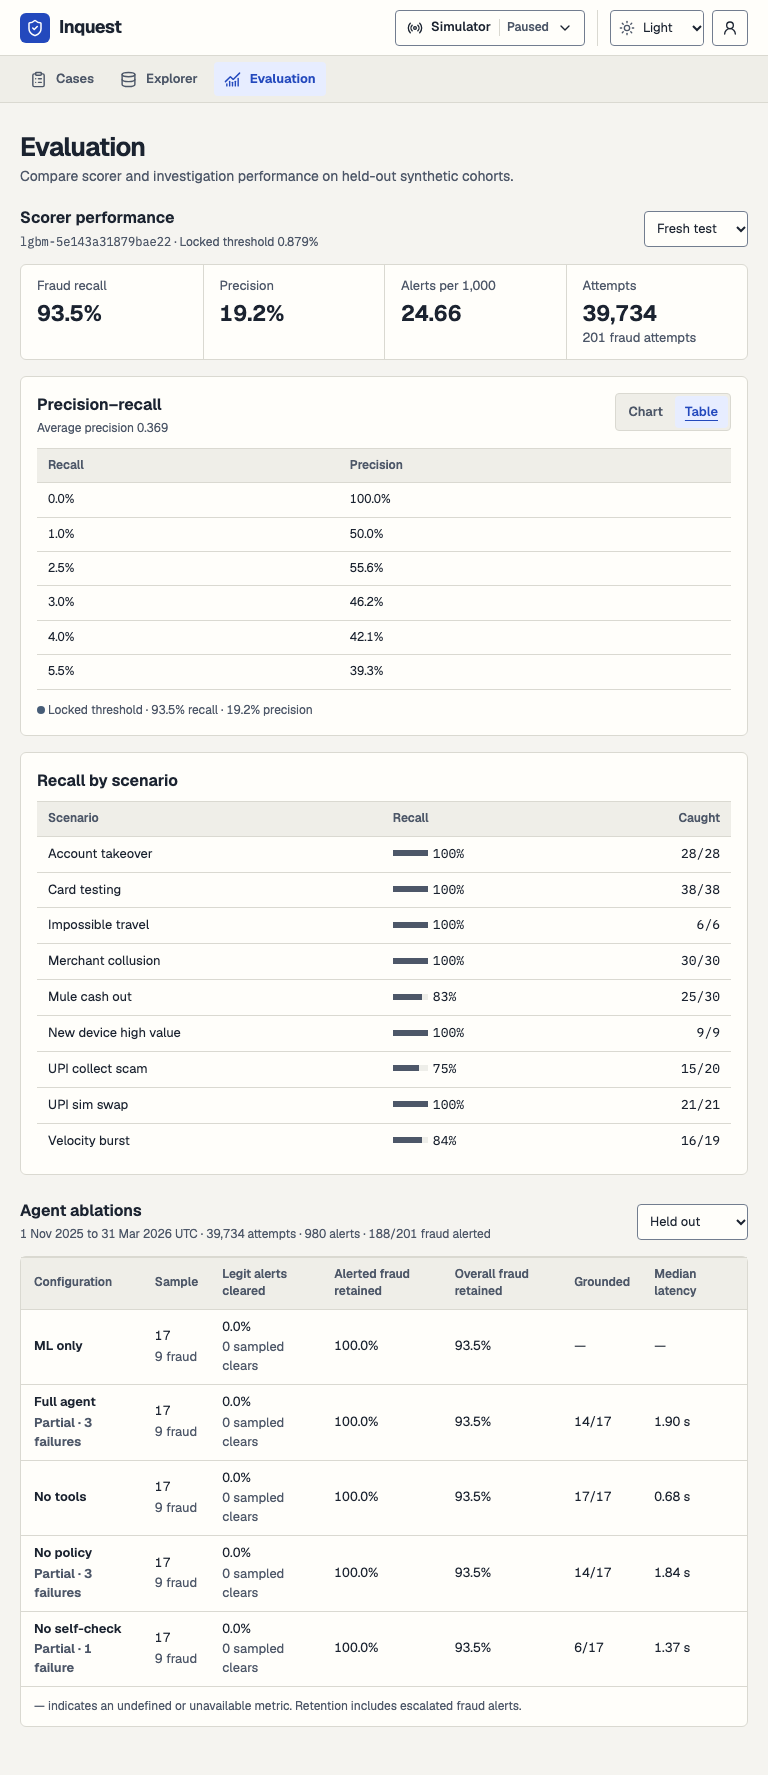 Inquest
Simulator Paused
Light
Cases Explorer Evaluation
Evaluation
Compare scorer and investigation performance on held-out synthetic cohorts.
Scorer performance
lgbm-5e143a31879bae22 · Locked threshold 0.879%
Fresh test
Fraud recall Precision Alerts per 1,000 Attempts
93.5% 19.2% 24.66 39,734
201 fraud attempts
Precision–recall
Average precision 0.369
Chart Table
Recall Precision
0.0% 100.0%
1.0% 50.0%
2.5% 55.6%
3.0% 46.2%
4.0% 42.1%
5.5% 39.3%
Locked threshold · 93.5% recall · 19.2% precision
Recall by scenario
Scenario Recall Caught
Account takeover 100% 28/28
Card testing 100% 38/38
Impossible travel 100% 6/6
Merchant collusion 100% 30/30
Mule cash out 83% 25/30
New device high value 100% 9/9
UPI collect scam 75% 15/20
UPI sim swap 100% 21/21
Velocity burst 84% 16/19
Agent ablations
1 Nov 2025 to 31 Mar 2026 UTC · 39,734 attempts · 980 alerts · 188/201 fraud alerted
Held out
Configuration Sample Legit alerts cleared Alerted fraud retained Overall fraud retained Grounded Median latency
ML only 17 9 fraud 0.0% 0 sampled clears 100.0% 93.5% — —
Full agent Partial · 3 failures 17 9 fraud 0.0% 0 sampled clears 100.0% 93.5% 14/17 1.90 s
No tools 17 9 fraud 0.0% 0 sampled clears 100.0% 93.5% 17/17 0.68 s
No policy Partial · 3 failures 17 9 fraud 0.0% 0 sampled clears 100.0% 93.5% 14/17 1.84 s
No self-check Partial · 1 failure 17 9 fraud 0.0% 0 sampled clears 100.0% 93.5% 6/17 1.37 s
— indicates an undefined or unavailable metric. Retention includes escalated fraud alerts.